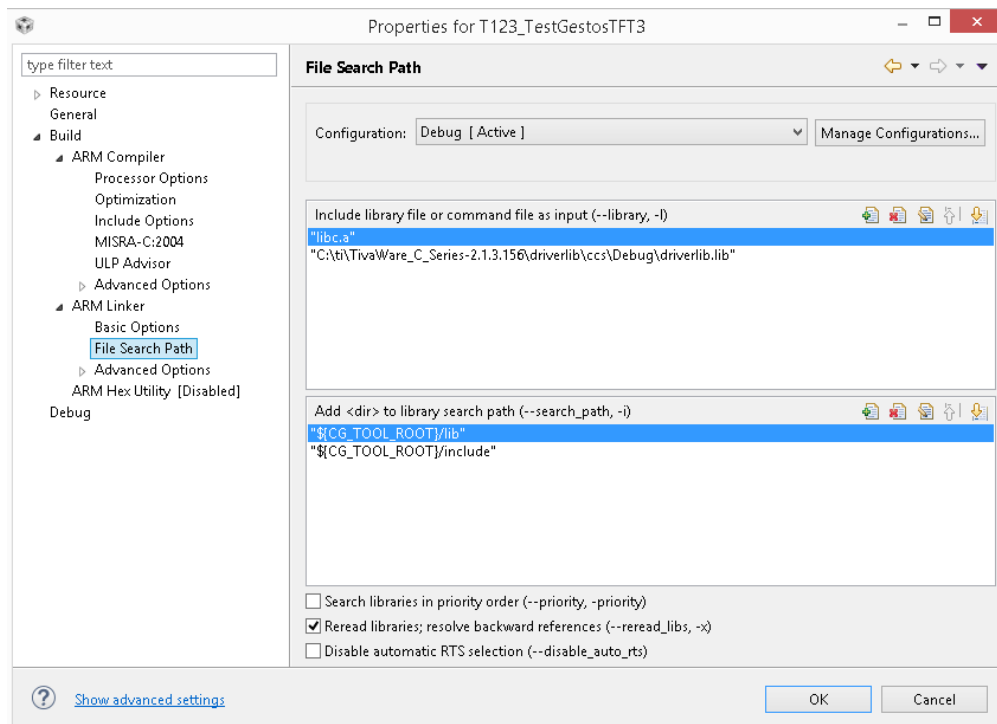 Properties for T123_TestGestosTFT3
type filter text
Resource
General
Build
ARM Compiler
Processor Options
Optimization
Include Options
MISRA-C:2004
ULP Advisor
Advanced Options
ARM Linker
Basic Options
File Search Path
Advanced Options
ARM Hex Utility [Disabled]
Debug
File Search Path
Configuration: Debug [ Active ] Manage Configurations...
Include library file or command file as input (--library, -l)
"libc.a"
"C:\ti\TivaWare_C_Series-2.1.3.156\driverlib\ccs\Debug\driverlib.lib"
Add <dir> to library search path (--search_path, -i)
"${CG_TOOL_ROOT}/lib"
"${CG_TOOL_ROOT}/include"
Search libraries in priority order (--priority, -priority)
Reread libraries; resolve backward references (--reread_libs, -x)
Disable automatic RTS selection (--disable_auto_rts)
Show advanced settings
OK Cancel